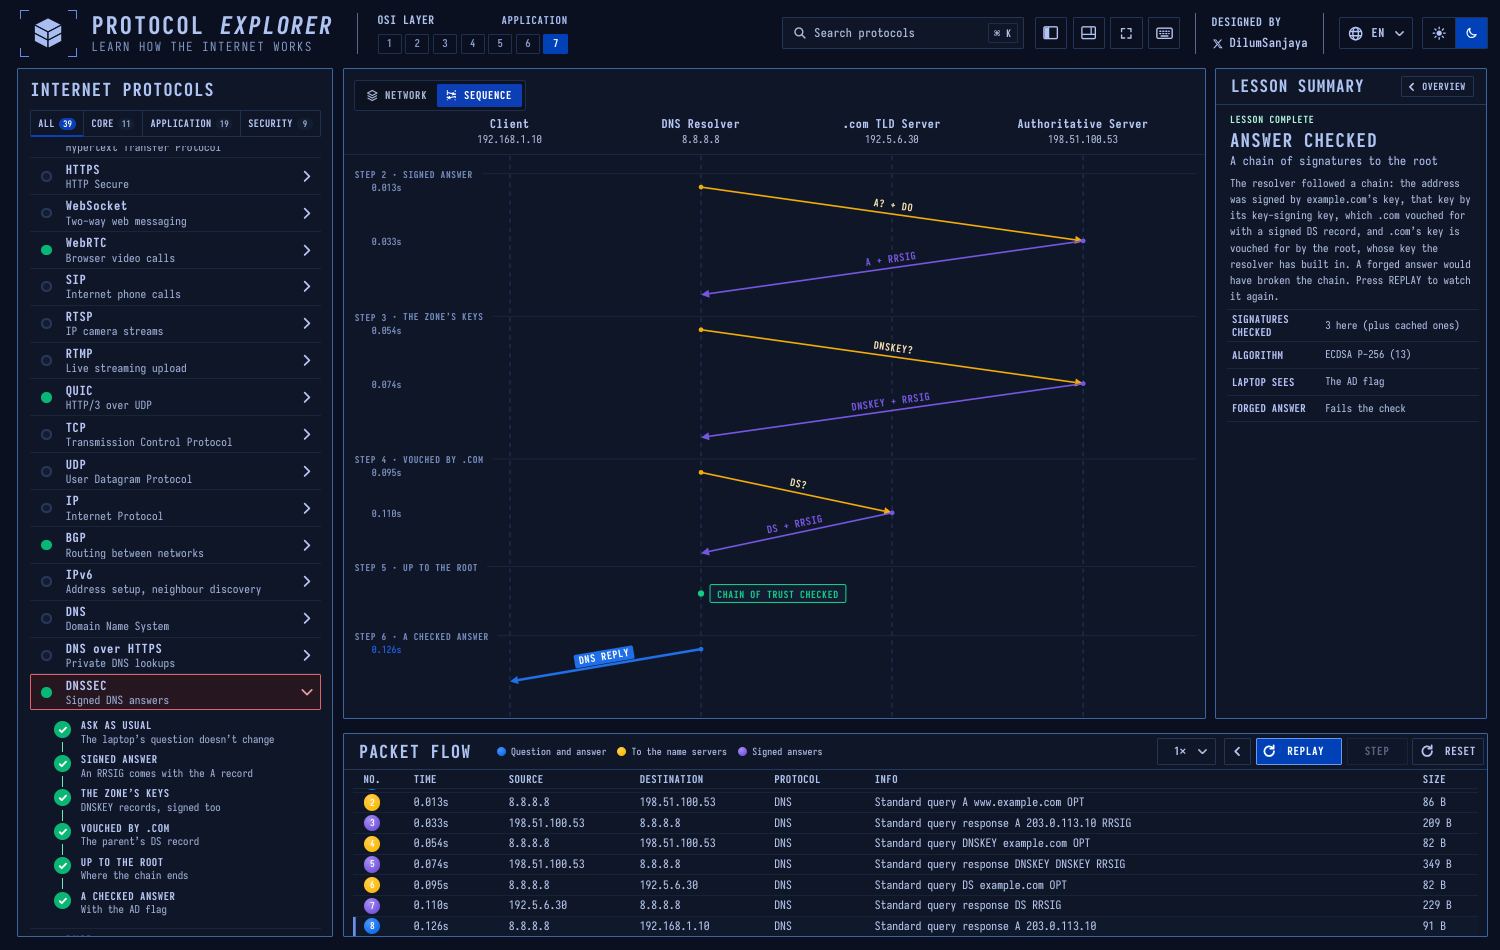 PROTOCOL EXPLORER
LEARN HOW THE INTERNET WORKS
OSI LAYER APPLICATION
1 2 3 4 5 6 7
Search protocols ⌘ K
DESIGNED BY
DilumSanjaya
EN
INTERNET PROTOCOLS
ALL 39 CORE 11 APPLICATION 19 SECURITY 9
Hypertext Transfer Protocol
HTTPS
HTTP Secure
WebSocket
Two-way web messaging
WebRTC
Browser video calls
SIP
Internet phone calls
RTSP
IP camera streams
RTMP
Live streaming upload
QUIC
HTTP/3 over UDP
TCP
Transmission Control Protocol
UDP
User Datagram Protocol
IP
Internet Protocol
BGP
Routing between networks
IPv6
Address setup, neighbour discovery
DNS
Domain Name System
DNS over HTTPS
Private DNS lookups
DNSSEC
Signed DNS answers
ASK AS USUAL
The laptop's question doesn't change
SIGNED ANSWER
An RRSIG comes with the A record
THE ZONE'S KEYS
DNSKEY records, signed too
VOUCHED BY .COM
The parent's DS record
UP TO THE ROOT
Where the chain ends
A CHECKED ANSWER
With the AD flag
NETWORK SEQUENCE
Client DNS Resolver .com TLD Server Authoritative Server
192.168.1.10 8.8.8.8 192.5.6.30 198.51.100.53
STEP 2 · SIGNED ANSWER
0.013s
A? + DO
0.033s
A + RRSIG
STEP 3 · THE ZONE'S KEYS
0.054s
DNSKEY?
0.074s
DNSKEY + RRSIG
STEP 4 · VOUCHED BY .COM
0.095s
DS?
0.110s
DS + RRSIG
STEP 5 · UP TO THE ROOT
CHAIN OF TRUST CHECKED
STEP 6 · A CHECKED ANSWER
0.126s
DNS REPLY
LESSON SUMMARY OVERVIEW
LESSON COMPLETE
ANSWER CHECKED
A chain of signatures to the root
The resolver followed a chain: the address
was signed by example.com's key, that key by
its key-signing key, which .com vouched for
with a signed DS record, and .com's key is
vouched for by the root, whose key the
resolver has built in. A forged answer would
have broken the chain. Press REPLAY to watch
it again.
SIGNATURES CHECKED 3 here (plus cached ones)
ALGORITHM ECDSA P-256 (13)
LAPTOP SEES The AD flag
FORGED ANSWER Fails the check
PACKET FLOW Question and answer To the name servers Signed answers 1× REPLAY STEP RESET
NO. TIME SOURCE DESTINATION PROTOCOL INFO SIZE
2 0.013s 8.8.8.8 198.51.100.53 DNS Standard query A www.example.com OPT 86 B
3 0.033s 198.51.100.53 8.8.8.8 DNS Standard query response A 203.0.113.10 RRSIG 209 B
4 0.054s 8.8.8.8 198.51.100.53 DNS Standard query DNSKEY example.com OPT 82 B
5 0.074s 198.51.100.53 8.8.8.8 DNS Standard query response DNSKEY DNSKEY RRSIG 349 B
6 0.095s 8.8.8.8 192.5.6.30 DNS Standard query DS example.com OPT 82 B
7 0.110s 192.5.6.30 8.8.8.8 DNS Standard query response DS RRSIG 229 B
8 0.126s 8.8.8.8 192.168.1.10 DNS Standard query response A 203.0.113.10 91 B